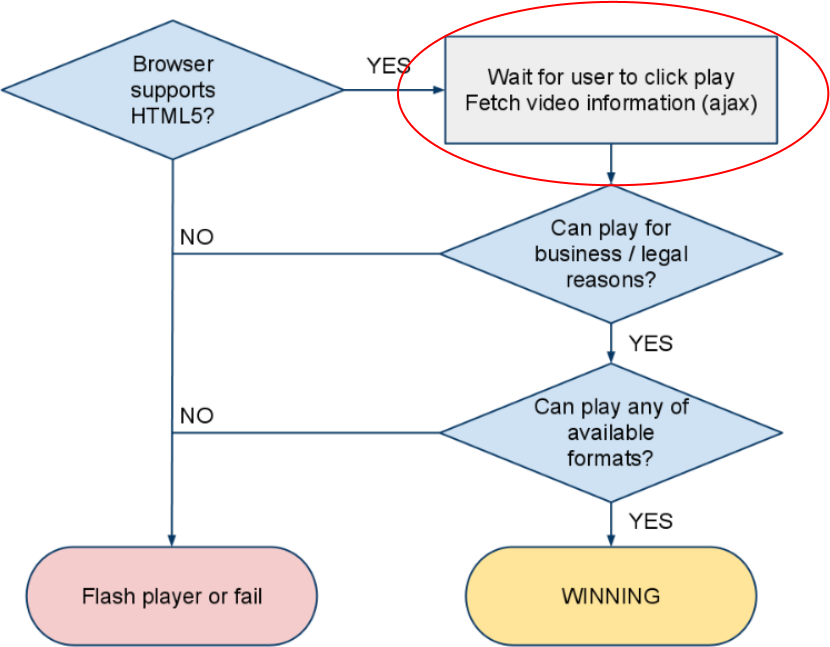 Browser
supports
HTML5?
YES
Wait for user to click play
Fetch video information (ajax)
NO
Can play for
business / legal
reasons?
YES
NO
Can play any of
available
formats?
YES
Flash player or fail
WINNING